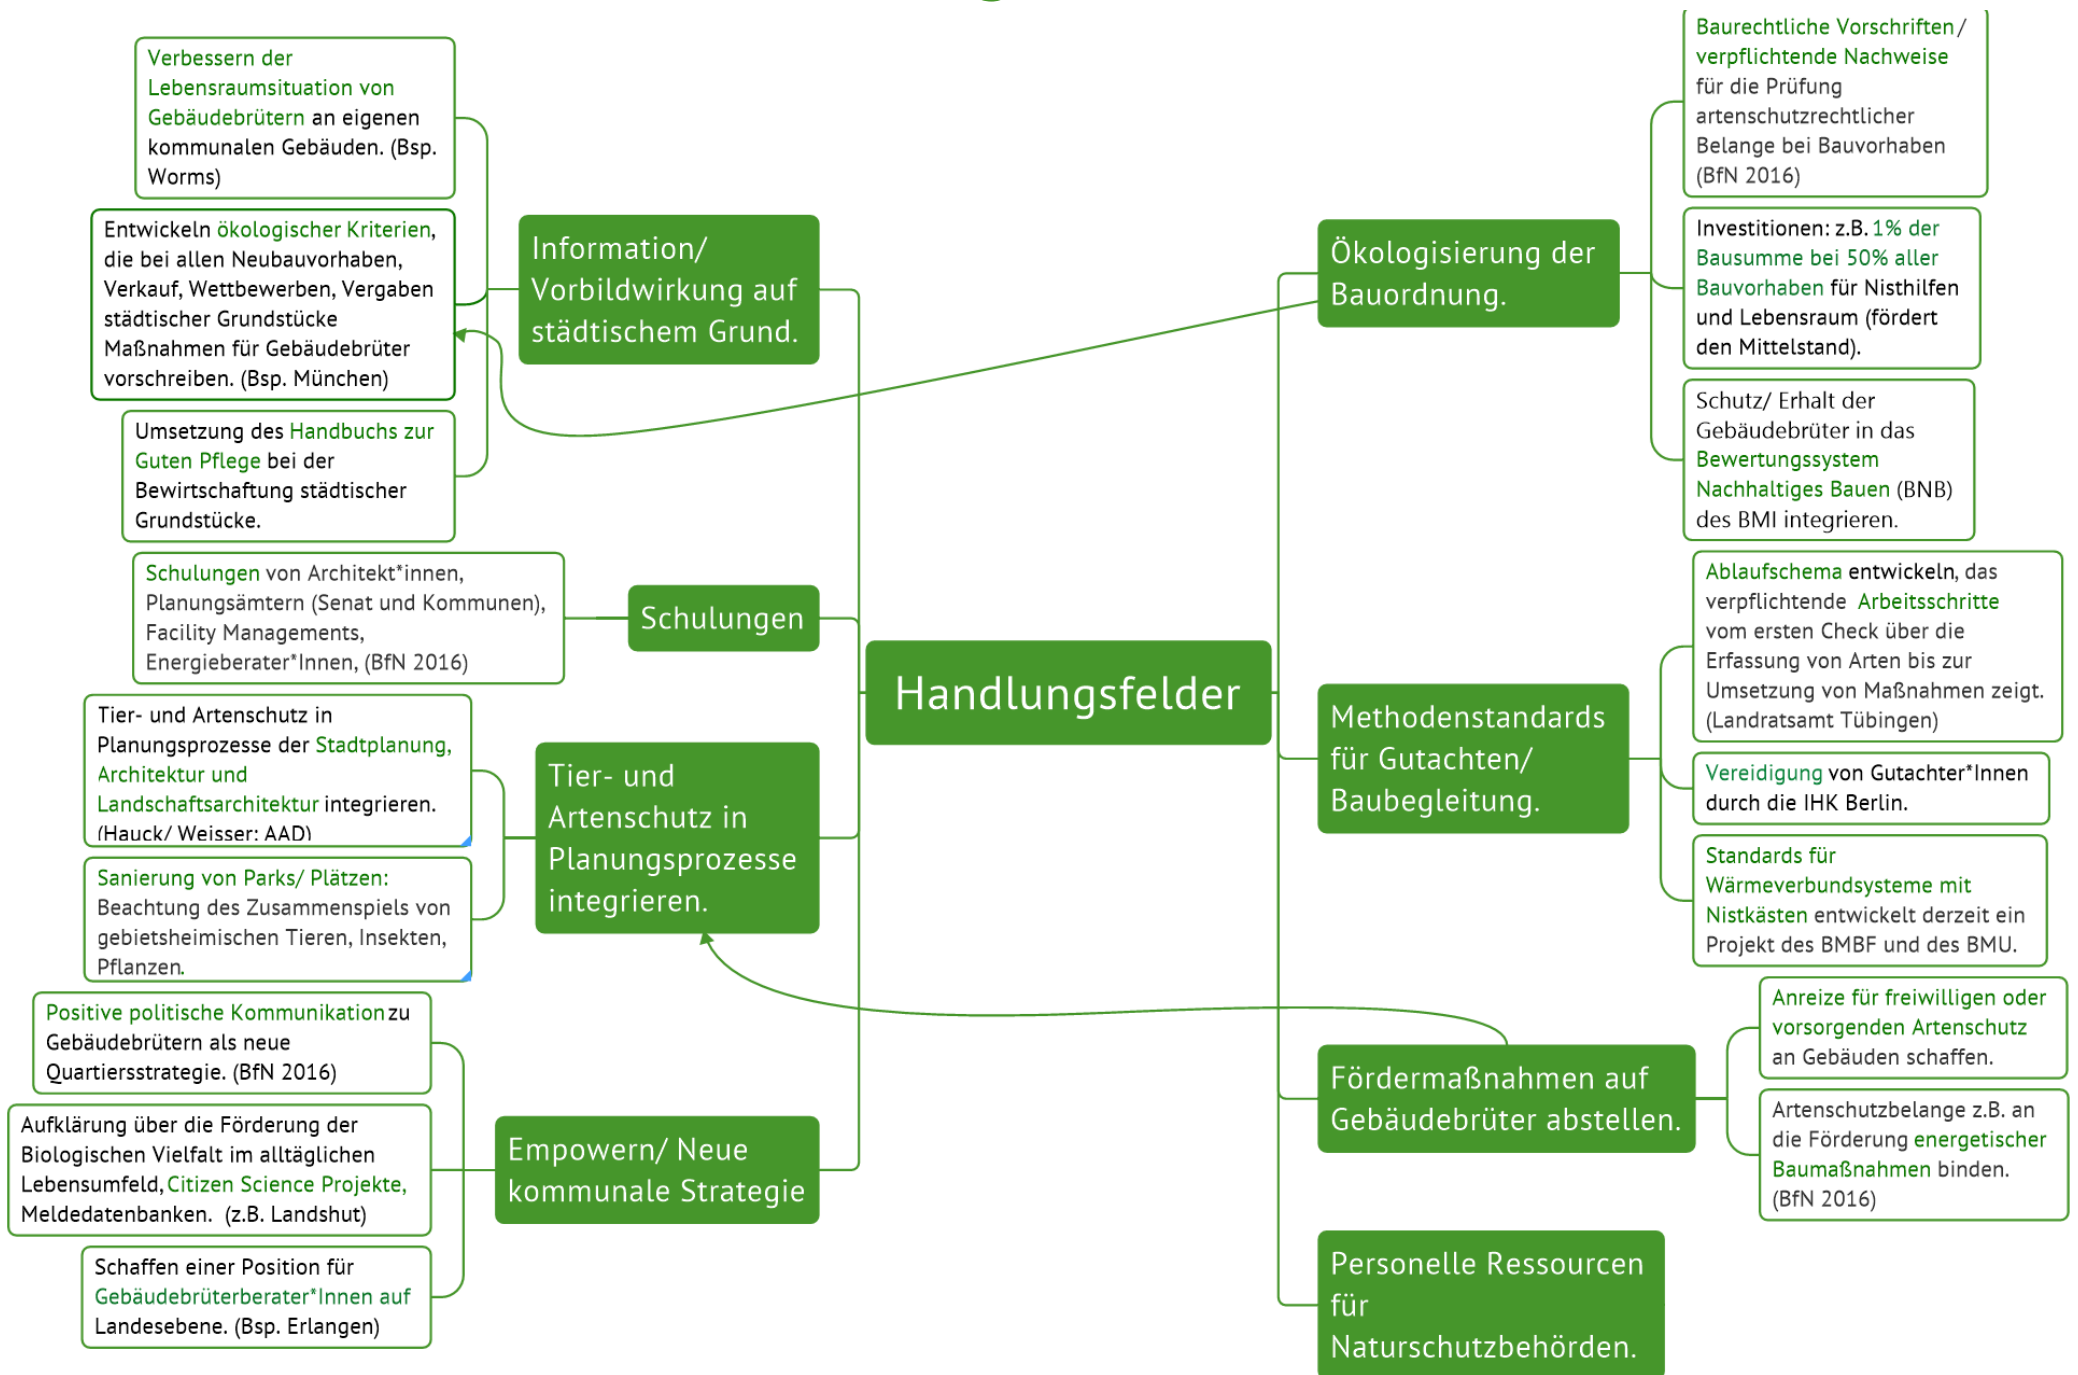 Verbessern der
Lebensraumsituation von
Gebäudebrütern an eigenen
kommunalen Gebäuden. (Bsp.
Worms)
Entwickeln ökologischer Kriterien,
die bei allen Neubauvorhaben,
Verkauf, Wettbewerben, Vergaben
städtischer Grundstücke
Maßnahmen für Gebäudebrüter
vorschreiben. (Bsp. München)
Umsetzung des Handbuchs zur
Guten Pflege bei der
Bewirtschaftung städtischer
Grundstücke.
Information/
Vorbildwirkung auf
städtischem Grund.
Schulungen von Architekt*innen,
Planungsämtern (Senat und Kommunen),
Facility Managements,
Energieberater*Innen, (BfN 2016)
Schulungen
Tier- und Artenschutz in
Planungsprozesse der Stadtplanung,
Architektur und
Landschaftsarchitektur integrieren.
(Hauck/ Weisser: AAD)
Sanierung von Parks/ Plätzen:
Beachtung des Zusammenspiels von
gebietsheimischen Tieren, Insekten,
Pflanzen.
Tier- und
Artenschutz in
Planungsprozesse
integrieren.
Positive politische Kommunikation zu
Gebäudebrütern als neue
Quartiersstrategie. (BfN 2016)
Aufklärung über die Förderung der
Biologischen Vielfalt im alltäglichen
Lebensumfeld, Citizen Science Projekte,
Meldedatenbanken. (z.B. Landshut)
Schaffen einer Position für
Gebäudebrüterberater*Innen auf
Landesebene. (Bsp. Erlangen)
Empowern/ Neue
kommunale Strategie
Handlungsfelder
Ökologisierung der
Bauordnung.
Baurechtliche Vorschriften/
verpflichtende Nachweise
für die Prüfung
artenschutzrechtlicher
Belange bei Bauvorhaben
(BfN 2016)
Investitionen: z.B. 1% der
Bausumme bei 50% aller
Bauvorhaben für Nisthilfen
und Lebensraum (fördert
den Mittelstand).
Schutz/ Erhalt der
Gebäudebrüter in das
Bewertungssystem
Nachhaltiges Bauen (BNB)
des BMI integrieren.
Methodenstandards
für Gutachten/
Baubegleitung.
Ablaufschema entwickeln, das
verpflichtende Arbeitsschritte
vom ersten Check über die
Erfassung von Arten bis zur
Umsetzung von Maßnahmen zeigt.
(Landratsamt Tübingen)
Vereidigung von Gutachter*Innen
durch die IHK Berlin.
Standards für
Wärmeverbundsysteme mit
Nistkästen entwickelt derzeit ein
Projekt des BMBF und des BMU.
Fördermaßnahmen auf
Gebäudebrüter abstellen.
Anreize für freiwilligen oder
vorsorgenden Artenschutz
an Gebäuden schaffen.
Artenschutzbelange z.B. an
die Förderung energetischer
Baumaßnahmen binden.
(BfN 2016)
Personelle Ressourcen
für
Naturschutzbehörden.